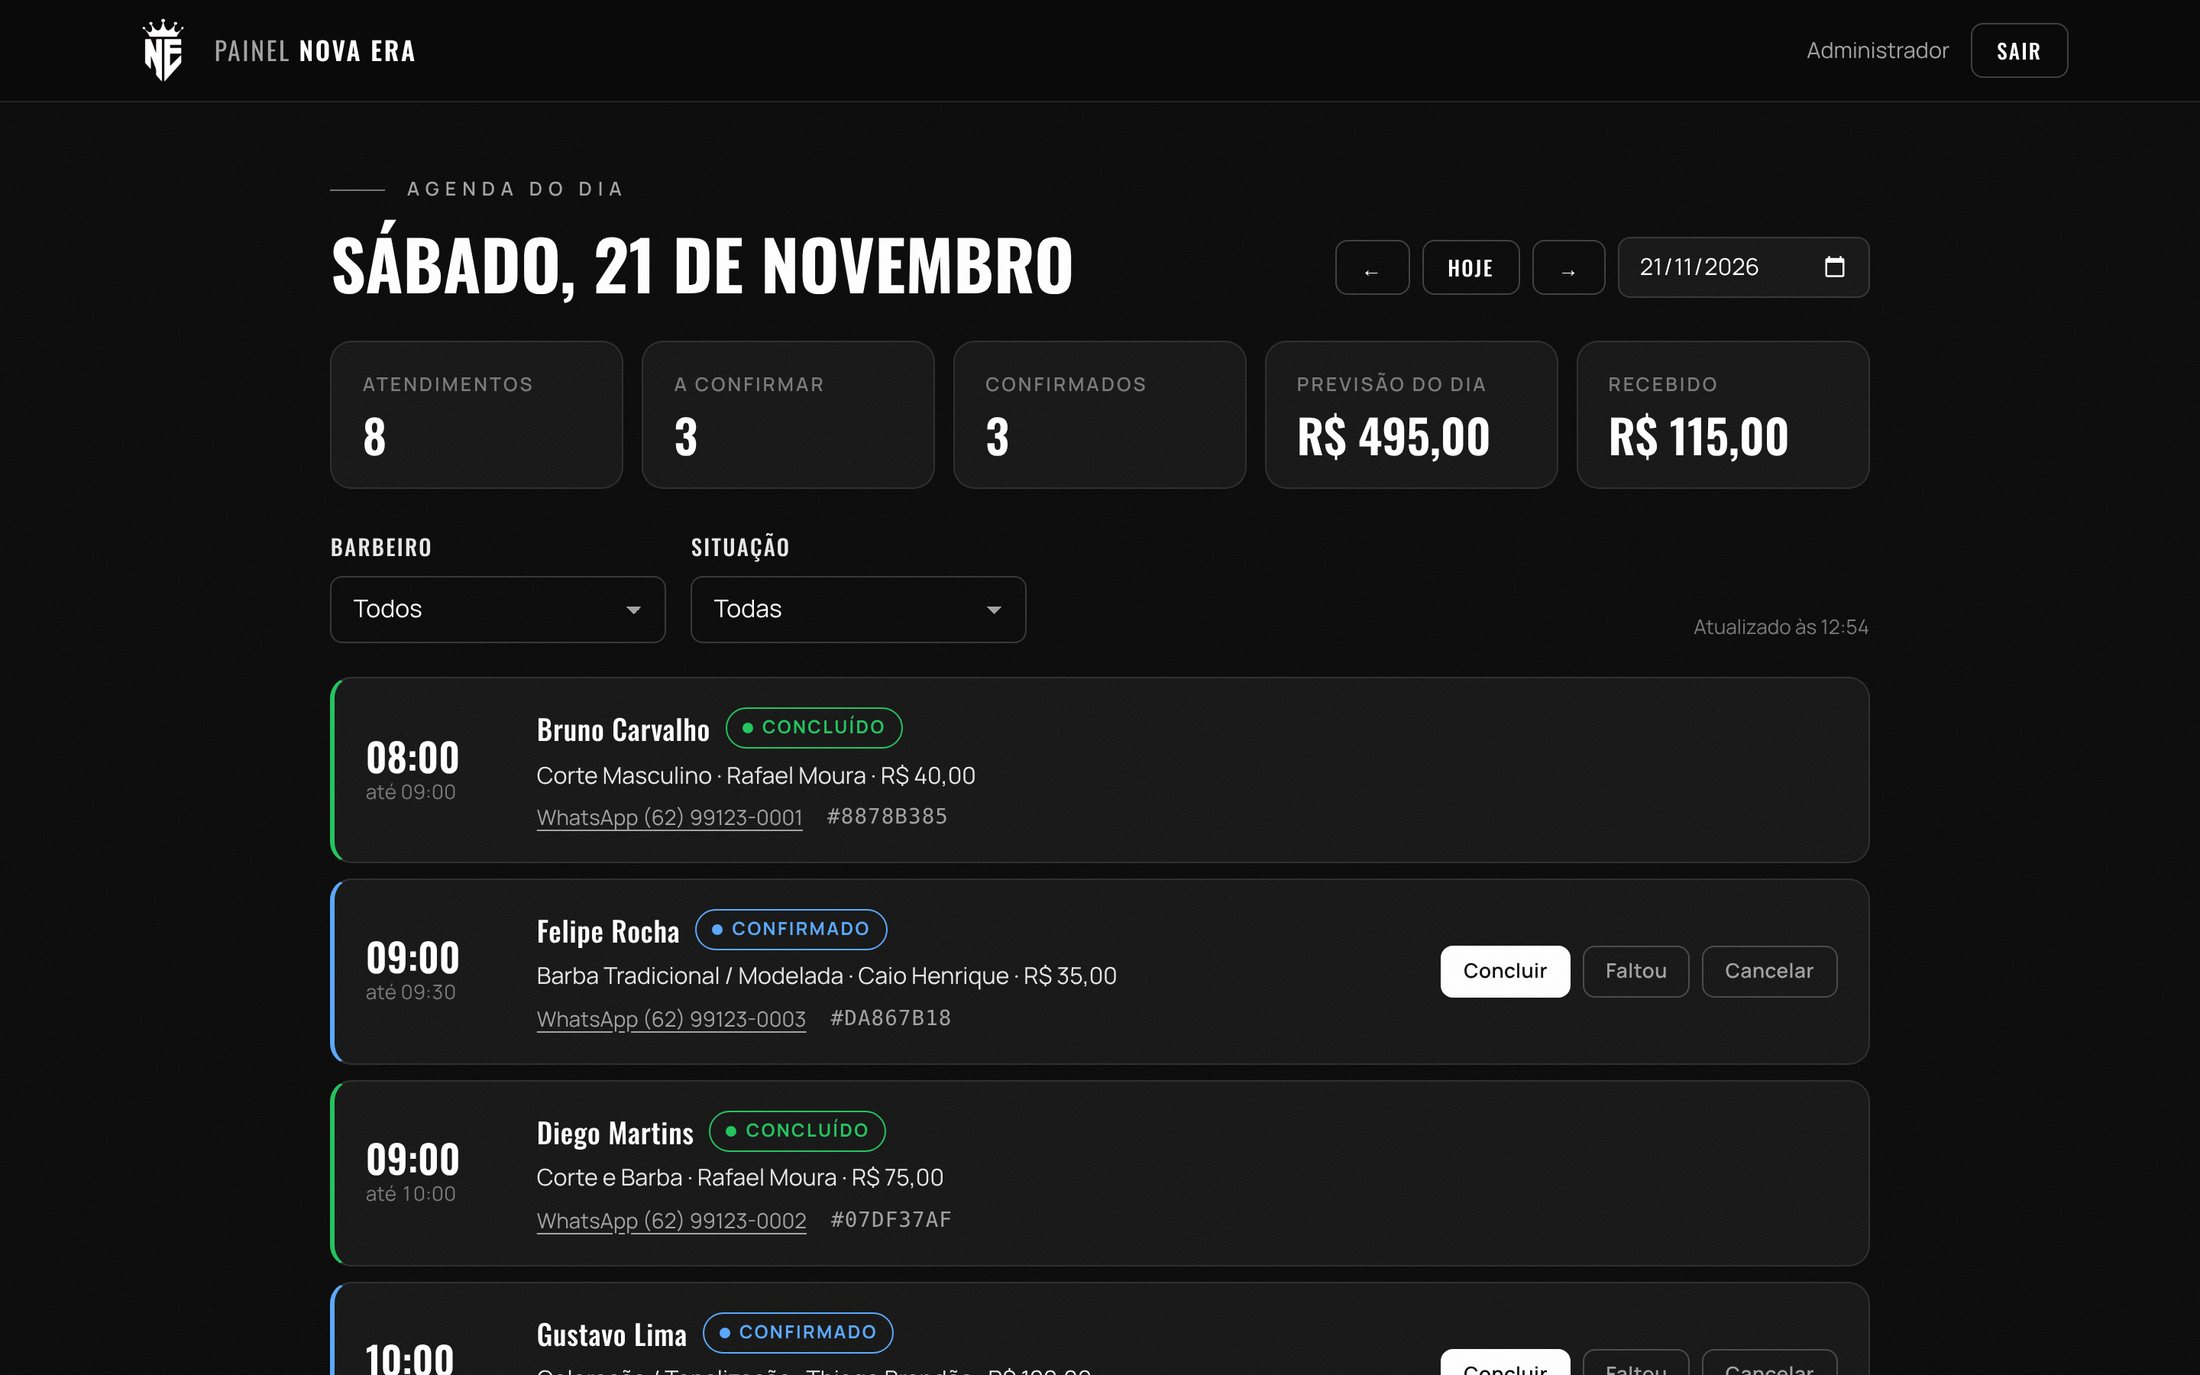 PAINEL NOVA ERA
Administrador
SAIR
AGENDA DO DIA
SÁBADO, 21 DE NOVEMBRO
←
HOJE
→
21/11/2026
ATENDIMENTOS
8
A CONFIRMAR
3
CONFIRMADOS
3
PREVISÃO DO DIA
R$ 495,00
RECEBIDO
R$ 115,00
BARBEIRO
Todos
SITUAÇÃO
Todas
Atualizado às 12:54
08:00
até 09:00
Bruno Carvalho
CONCLUÍDO
Corte Masculino · Rafael Moura · R$ 40,00
WhatsApp (62) 99123-0001 #8878B385
09:00
até 09:30
Felipe Rocha
CONFIRMADO
Barba Tradicional / Modelada · Caio Henrique · R$ 35,00
WhatsApp (62) 99123-0003 #DA867B18
Concluir
Faltou
Cancelar
09:00
até 10:00
Diego Martins
CONCLUÍDO
Corte e Barba · Rafael Moura · R$ 75,00
WhatsApp (62) 99123-0002 #07DF37AF
10:00
Gustavo Lima
CONFIRMADO
Concluir
Faltou
Cancelar